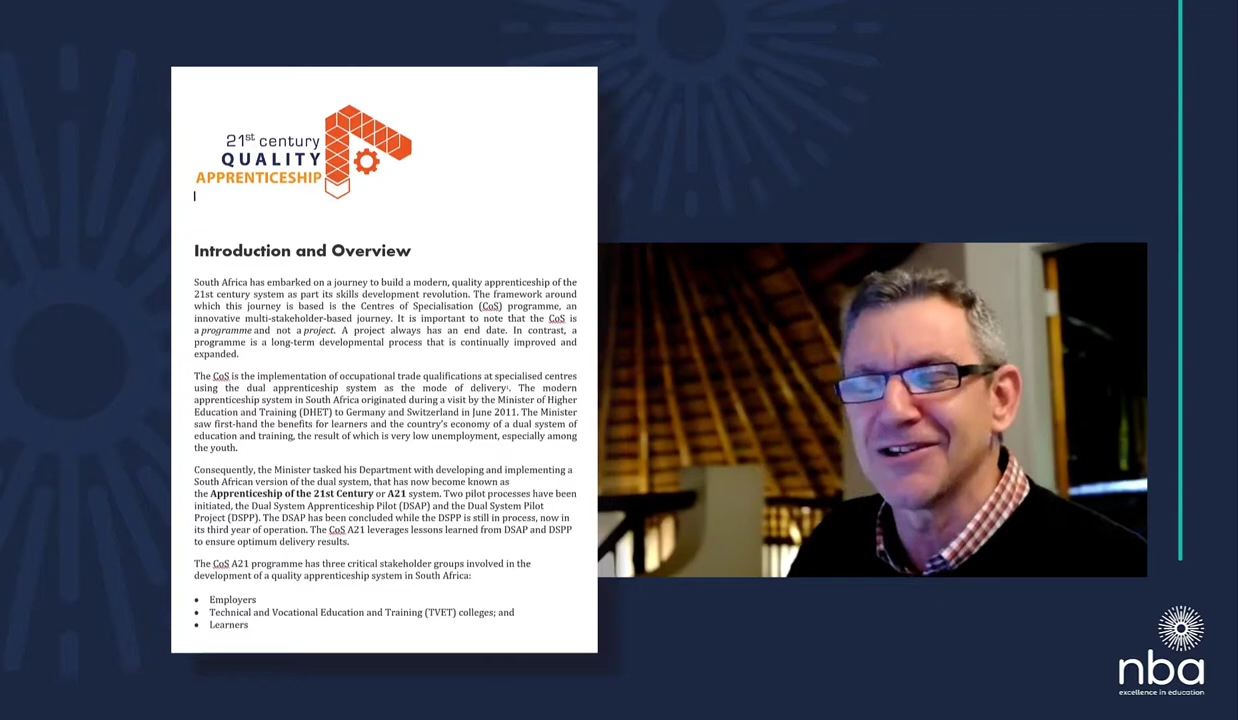 21st century
QUALITY
APPRENTICESHIP
Introduction and Overview
South Africa has embarked on a journey to build a modern, quality apprenticeship of the
21st century system as part its skills development revolution. The framework around
which this journey is based is the Centres of Specialisation (CoS) programme, an
innovative multi-stakeholder-based journey. It is important to note that the CoS is
a programme and not a project. A project always has an end date. In contrast, a
programme is a long-term developmental process that is continually improved and
expanded.
The CoS is the implementation of occupational trade qualifications at specialised centres
using the dual apprenticeship system as the mode of delivery¹. The modern
apprenticeship system in South Africa originated during a visit by the Minister of Higher
Education and Training (DHET) to Germany and Switzerland in June 2011. The Minister
saw first-hand the benefits for learners and the country's economy of a dual system of
education and training, the result of which is very low unemployment, especially among
the youth.
Consequently, the Minister tasked his Department with developing and implementing a
South African version of the dual system, that has now become known as
the Apprenticeship of the 21st Century or A21 system. Two pilot processes have been
initiated, the Dual System Apprenticeship Pilot (DSAP) and the Dual System Pilot
Project (DSPP). The DSAP has been concluded while the DSPP is still in process, now in
its third year of operation. The CoS A21 leverages lessons learned from DSAP and DSPP
to ensure optimum delivery results.
The CoS A21 programme has three critical stakeholder groups involved in the
development of a quality apprenticeship system in South Africa:
• Employers
• Technical and Vocational Education and Training (TVET) colleges; and
• Learners
nba
excellence in education